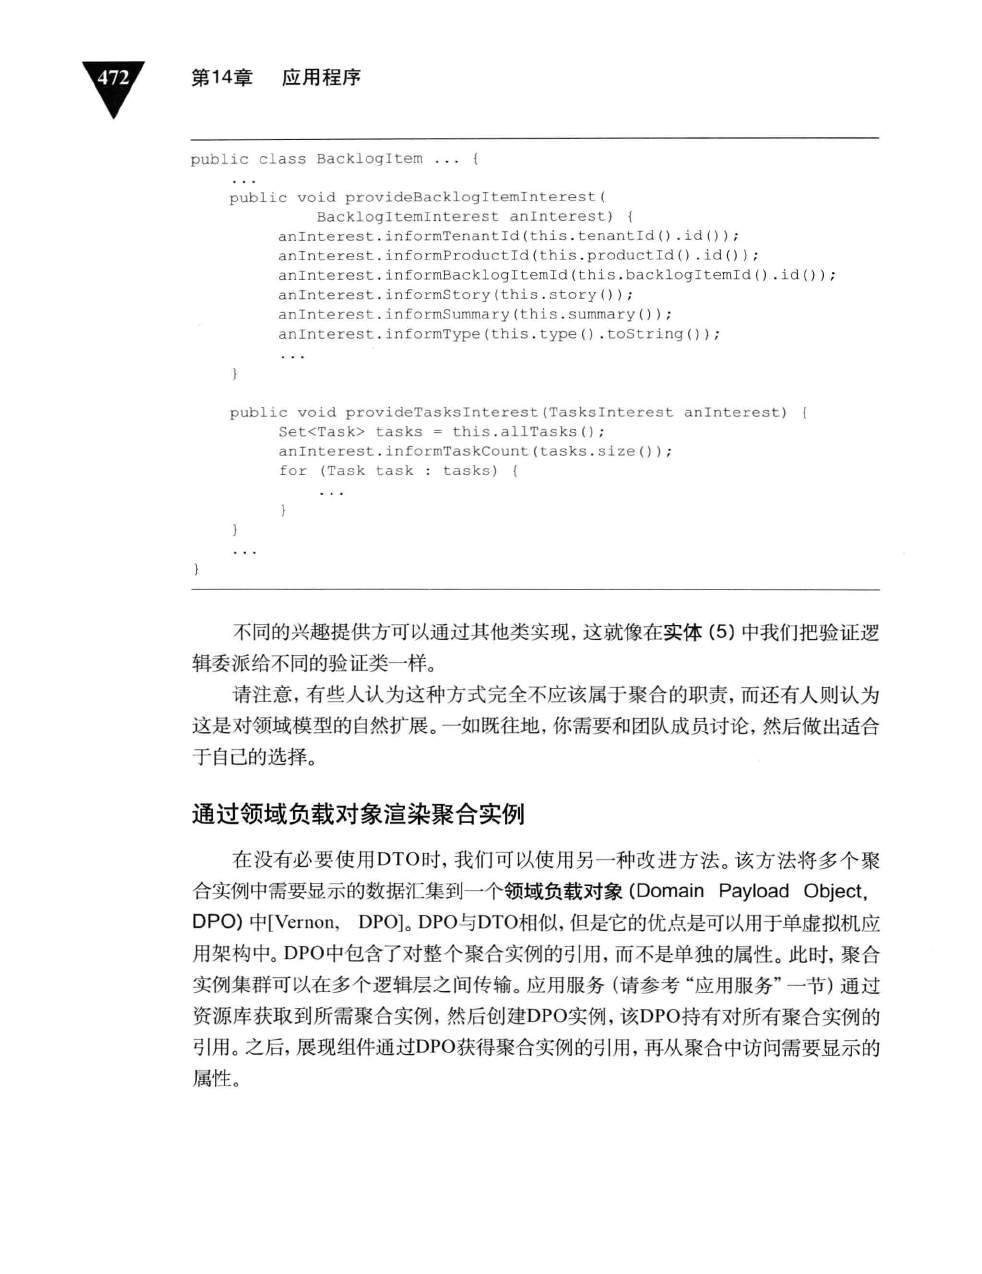 472
第14章 应用程序
public class BacklogItem ... {
...
public void provideBacklogItemInterest(
BacklogItemInterest anInterest) {
anInterest.informTenantId(this.tenantId().id());
anInterest.informProductId(this.productId().id());
anInterest.informBacklogItemId(this.backlogItemId().id());
anInterest.informStory(this.story());
anInterest.informSummary(this.summary());
anInterest.informType(this.type().toString());
...
}
public void provideTasksInterest(TasksInterest anInterest) {
Set<Task> tasks = this.allTasks();
anInterest.informTaskCount(tasks.size());
for (Task task : tasks) {
...
}
}
...
}
不同的兴趣提供方可以通过其他类实现，这就像在实体（5）中我们把验证逻
辑委派给不同的验证类一样。
请注意，有些人认为这种方式完全不应该属于聚合的职责，而还有人则认为
这是对领域模型的自然扩展。一如既往地，你需要和团队成员讨论，然后做出适合
于自己的选择。
通过领域负载对象渲染聚合实例
在没有必要使用DTO时，我们可以使用另一种改进方法。该方法将多个聚
合实例中需要显示的数据汇集到一个领域负载对象（Domain Payload Object，
DPO）中[Vernon， DPO]。DPO与DTO相似，但是它的优点是可以用于单虚拟机应
用架构中。DPO中包含了对整个聚合实例的引用，而不是单独的属性。此时，聚合
实例集群可以在多个逻辑层之间传输。应用服务（请参考“应用服务”一节）通过
资源库获取到所需聚合实例，然后创建DPO实例，该DPO持有对所有聚合实例的
引用。之后，展现组件通过DPO获得聚合实例的引用，再从聚合中访问需要显示的
属性。